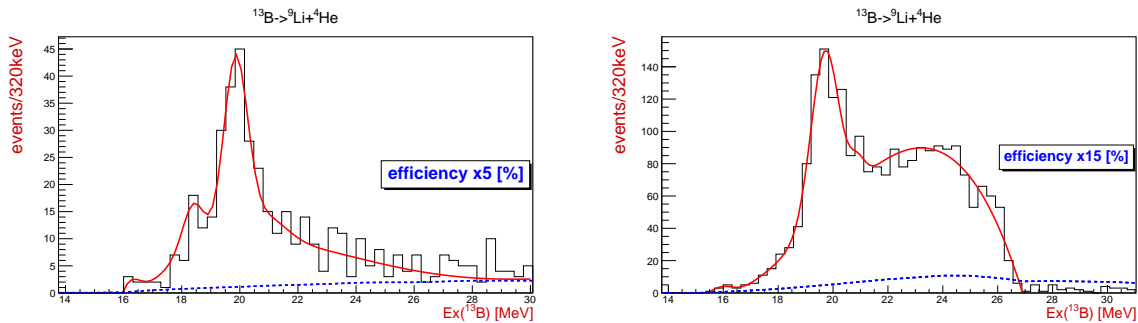 ¹³B->⁹Li+⁴He
events/320keV
45
40
35
30
25
20
15
10
5
0
efficiency x5 [%]
14 16 18 20 22 24 26 28 30
Ex(¹³B) [MeV]
¹³B->⁹Li+⁴He
events/320keV
140
120
100
80
60
40
20
0
efficiency x15 [%]
14 16 18 20 22 24 26 28 30
Ex(¹³B) [MeV]